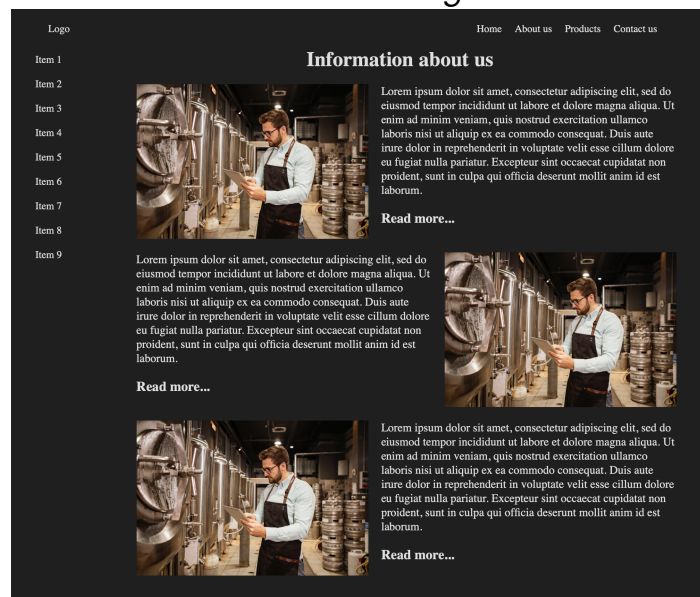 Logo
Home About us Products Contact us
Item 1
Item 2
Item 3
Item 4
Item 5
Item 6
Item 7
Item 8
Item 9
Information about us
Lorem ipsum dolor sit amet, consectetur adipiscing elit, sed do
eiusmod tempor incididunt ut labore et dolore magna aliqua. Ut
enim ad minim veniam, quis nostrud exercitation ullamco
laboris nisi ut aliquip ex ea commodo consequat. Duis aute
irure dolor in reprehenderit in voluptate velit esse cillum dolore
eu fugiat nulla pariatur. Excepteur sint occaecat cupidatat non
proident, sunt in culpa qui officia deserunt mollit anim id est
laborum.
Read more...
Lorem ipsum dolor sit amet, consectetur adipiscing elit, sed do
eiusmod tempor incididunt ut labore et dolore magna aliqua. Ut
enim ad minim veniam, quis nostrud exercitation ullamco
laboris nisi ut aliquip ex ea commodo consequat. Duis aute
irure dolor in reprehenderit in voluptate velit esse cillum dolore
eu fugiat nulla pariatur. Excepteur sint occaecat cupidatat non
proident, sunt in culpa qui officia deserunt mollit anim id est
laborum.
Read more...
Lorem ipsum dolor sit amet, consectetur adipiscing elit, sed do
eiusmod tempor incididunt ut labore et dolore magna aliqua. Ut
enim ad minim veniam, quis nostrud exercitation ullamco
laboris nisi ut aliquip ex ea commodo consequat. Duis aute
irure dolor in reprehenderit in voluptate velit esse cillum dolore
eu fugiat nulla pariatur. Excepteur sint occaecat cupidatat non
proident, sunt in culpa qui officia deserunt mollit anim id est
laborum.
Read more...